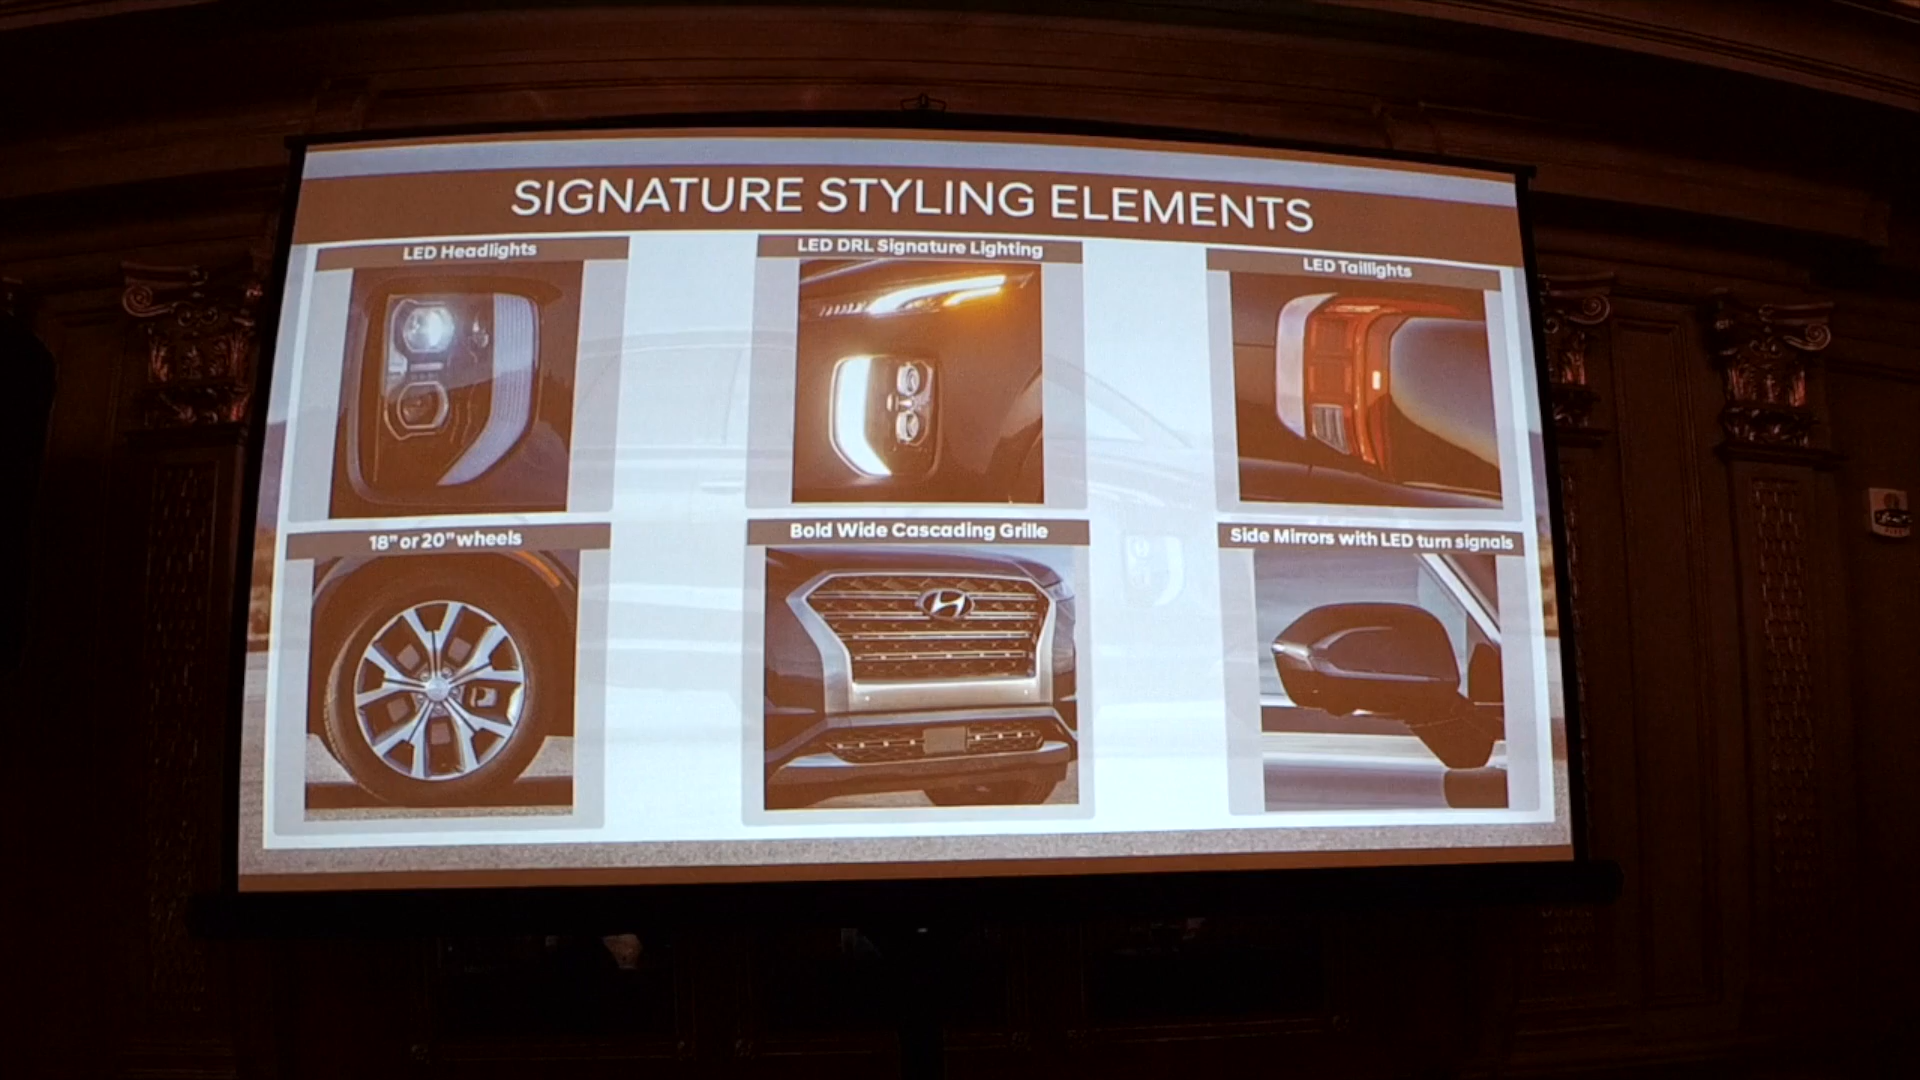 SIGNATURE STYLING ELEMENTS
LED Headlights
LED DRL Signature Lighting
LED Taillights
18" or 20" wheels
Bold Wide Cascading Grille
Side Mirrors with LED turn signals